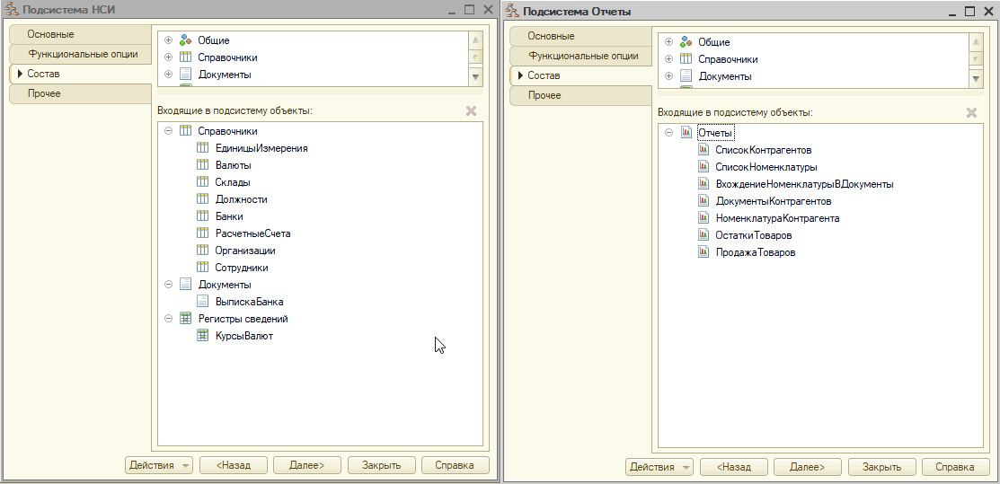 Подсистема НСИ
Основные
Функциональные опции
Состав
Прочее
Общие
Справочники
Документы
Входящие в подсистему объекты:
Справочники
ЕдиницыИзмерения
Валюты
Склады
Должности
Банки
РасчетныеСчета
Организации
Сотрудники
Документы
ВыпискаБанка
Регистры сведений
КурсыВалют
Действия
<Назад
Далее>
Закрыть
Справка
Подсистема Отчеты
Основные
Функциональные опции
Состав
Прочее
Общие
Справочники
Документы
Входящие в подсистему объекты:
Отчеты
СписокКонтрагентов
СписокНоменклатуры
ВхождениеНоменклатурыВДокументы
ДокументыКонтрагентов
НоменклатураКонтрагента
ОстаткиТоваров
ПродажаТоваров
Действия
<Назад
Далее>
Закрыть
Справка